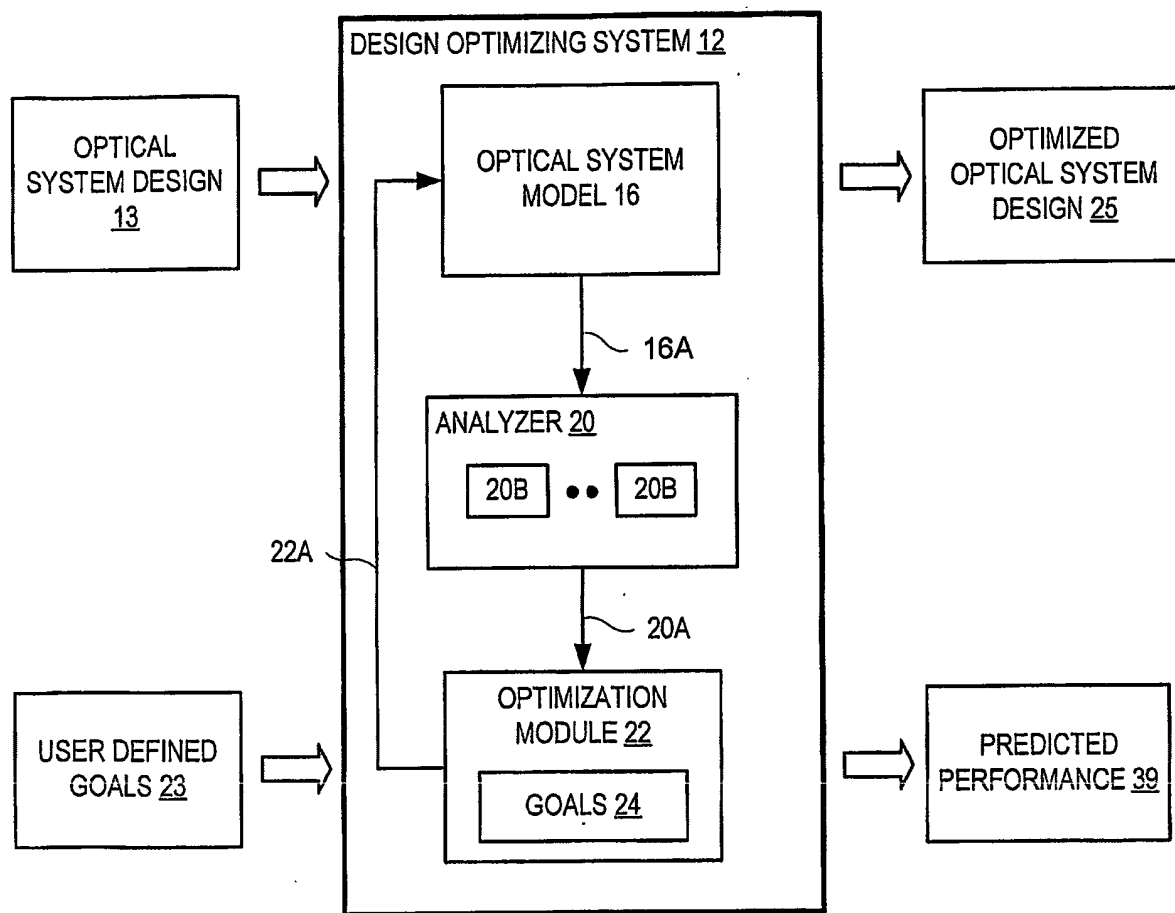 DESIGN OPTIMIZING SYSTEM 12
OPTICAL
SYSTEM DESIGN
13
OPTICAL SYSTEM
MODEL 16
OPTIMIZED
OPTICAL SYSTEM
DESIGN 25
16A
ANALYZER 20
20B •• 20B
22A
20A
OPTIMIZATION
MODULE 22
GOALS 24
USER DEFINED
GOALS 23
PREDICTED
PERFORMANCE 39